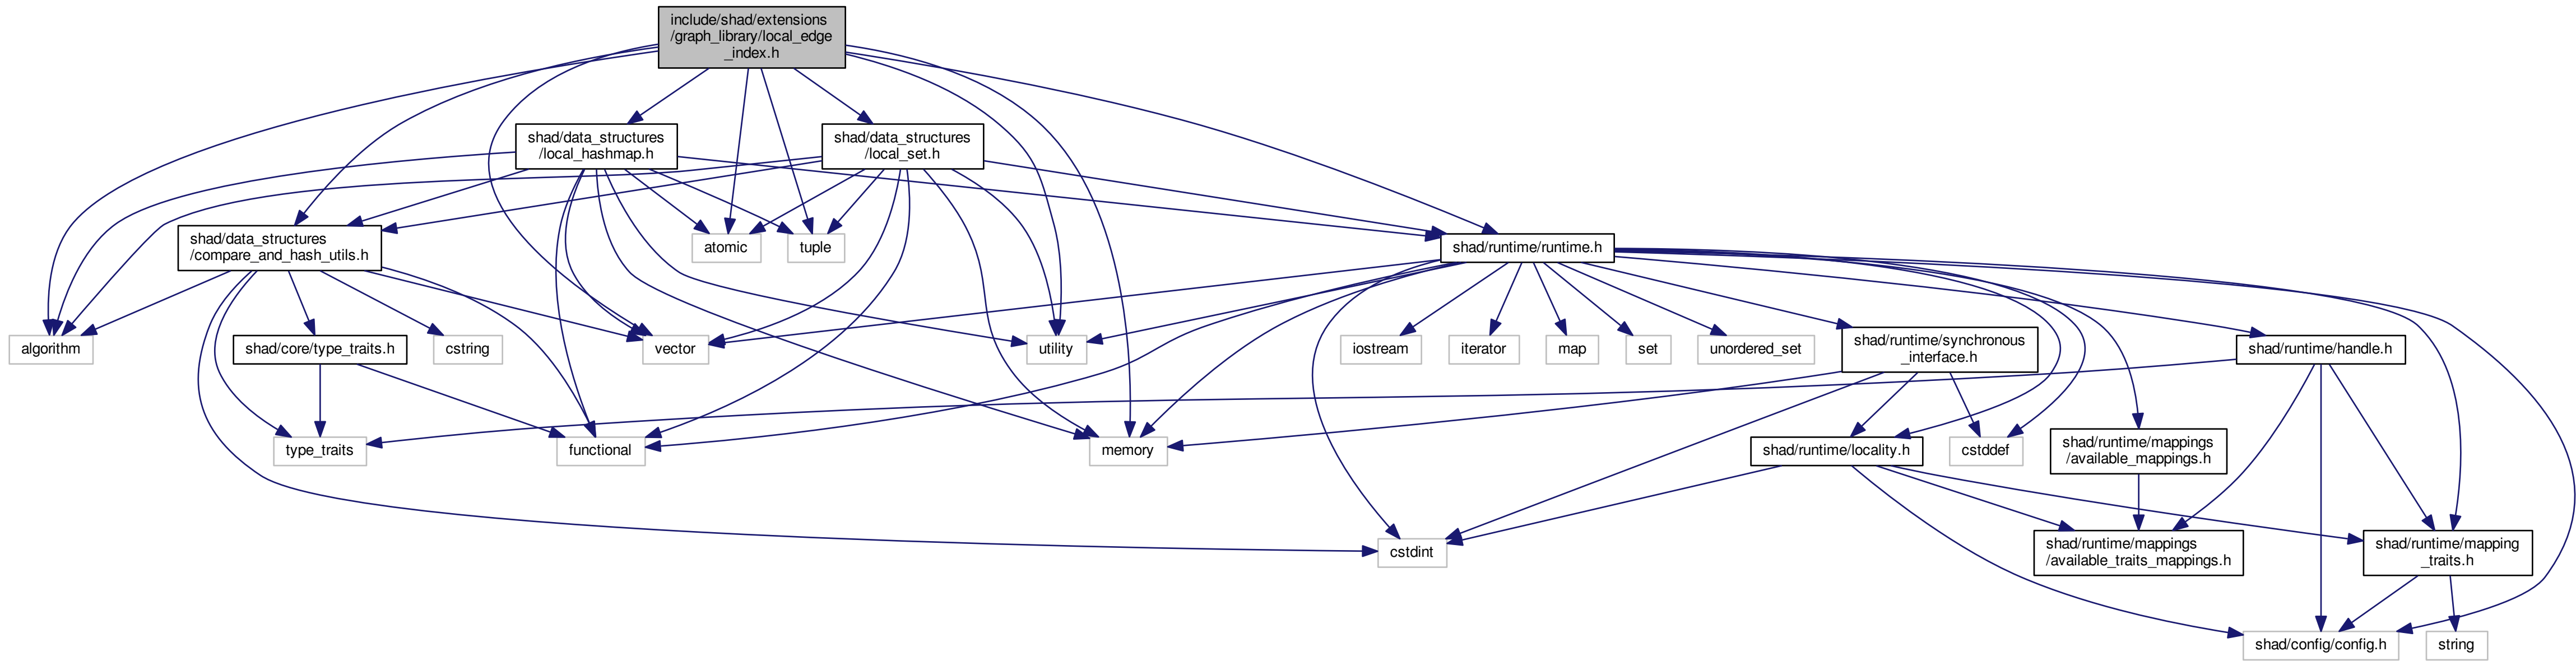 include/shad/extensions
/graph_library/local_edge
_index.h
shad/data_structures
/local_hashmap.h
shad/data_structures
/local_set.h
shad/data_structures
/compare_and_hash_utils.h
atomic
tuple
shad/runtime/runtime.h
algorithm
shad/core/type_traits.h
cstring
vector
utility
iostream
iterator
map
set
unordered_set
shad/runtime/synchronous
_interface.h
shad/runtime/handle.h
type_traits
functional
memory
shad/runtime/locality.h
cstddef
shad/runtime/mappings
/available_mappings.h
cstdint
shad/runtime/mappings
/available_traits_mappings.h
shad/runtime/mapping
_traits.h
shad/config/config.h
string